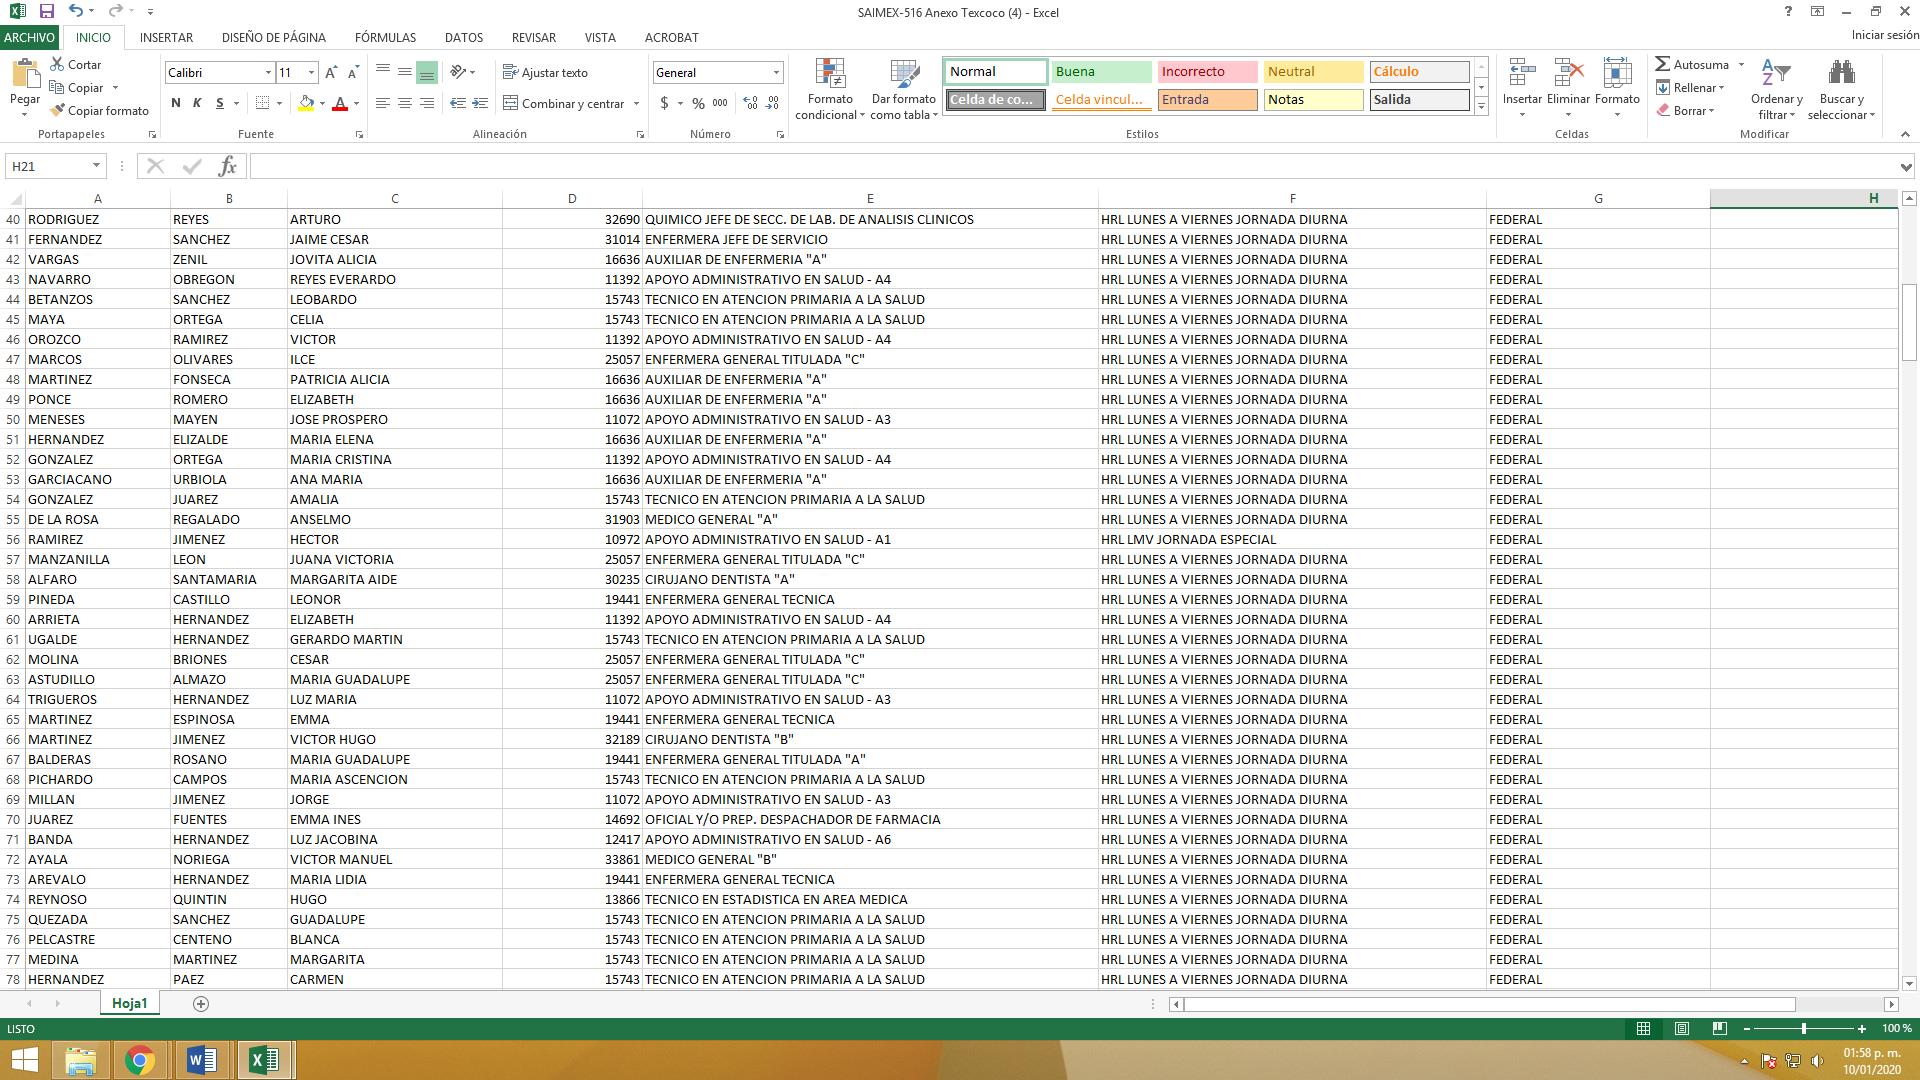 SAIMEX-516 Anexo Texcoco (4) - Excel
Iniciar sesión
ARCHIVO INICIO INSERTAR DISEÑO DE PÁGINA FÓRMULAS DATOS REVISAR VISTA ACROBAT
Pegar
Cortar
Copiar
Copiar formato
Portapapeles
Calibri 11
N K S
Fuente
Ajustar texto
Combinar y centrar
Alineación
General
$ % 000
Número
Formato condicional
Dar formato como tabla
Normal Buena Incorrecto Neutral Cálculo
Celda de co... Celda vincul... Entrada Notas Salida
Estilos
Insertar Eliminar Formato
Celdas
Autosuma
Rellenar
Borrar
Ordenar y filtrar
Buscar y seleccionar
Modificar
H21 fx
A B C D E F G H
40 RODRIGUEZ REYES ARTURO 32690 QUIMICO JEFE DE SECC. DE LAB. DE ANALISIS CLINICOS HRL LUNES A VIERNES JORNADA DIURNA FEDERAL
41 FERNANDEZ SANCHEZ JAIME CESAR 31014 ENFERMERA JEFE DE SERVICIO HRL LUNES A VIERNES JORNADA DIURNA FEDERAL
42 VARGAS ZENIL JOVITA ALICIA 16636 AUXILIAR DE ENFERMERIA "A" HRL LUNES A VIERNES JORNADA DIURNA FEDERAL
43 NAVARRO OBREGON REYES EVERARDO 11392 APOYO ADMINISTRATIVO EN SALUD - A4 HRL LUNES A VIERNES JORNADA DIURNA FEDERAL
44 BETANZOS SANCHEZ LEOBARDO 15743 TECNICO EN ATENCION PRIMARIA A LA SALUD HRL LUNES A VIERNES JORNADA DIURNA FEDERAL
45 MAYA ORTEGA CELIA 15743 TECNICO EN ATENCION PRIMARIA A LA SALUD HRL LUNES A VIERNES JORNADA DIURNA FEDERAL
46 OROZCO RAMIREZ VICTOR 11392 APOYO ADMINISTRATIVO EN SALUD - A4 HRL LUNES A VIERNES JORNADA DIURNA FEDERAL
47 MARCOS OLIVARES ILCE 25057 ENFERMERA GENERAL TITULADA "C" HRL LUNES A VIERNES JORNADA DIURNA FEDERAL
48 MARTINEZ FONSECA PATRICIA ALICIA 16636 AUXILIAR DE ENFERMERIA "A" HRL LUNES A VIERNES JORNADA DIURNA FEDERAL
49 PONCE ROMERO ELIZABETH 16636 AUXILIAR DE ENFERMERIA "A" HRL LUNES A VIERNES JORNADA DIURNA FEDERAL
50 MENESES MAYEN JOSE PROSPERO 11072 APOYO ADMINISTRATIVO EN SALUD - A3 HRL LUNES A VIERNES JORNADA DIURNA FEDERAL
51 HERNANDEZ ELIZALDE MARIA ELENA 16636 AUXILIAR DE ENFERMERIA "A" HRL LUNES A VIERNES JORNADA DIURNA FEDERAL
52 GONZALEZ ORTEGA MARIA CRISTINA 11392 APOYO ADMINISTRATIVO EN SALUD - A4 HRL LUNES A VIERNES JORNADA DIURNA FEDERAL
53 GARCIACANO URBIOLA ANA MARIA 16636 AUXILIAR DE ENFERMERIA "A" HRL LUNES A VIERNES JORNADA DIURNA FEDERAL
54 GONZALEZ JUAREZ AMALIA 15743 TECNICO EN ATENCION PRIMARIA A LA SALUD HRL LUNES A VIERNES JORNADA DIURNA FEDERAL
55 DE LA ROSA REGALADO ANSELMO 31903 MEDICO GENERAL "A" HRL LUNES A VIERNES JORNADA DIURNA FEDERAL
56 RAMIREZ JIMENEZ HECTOR 10972 APOYO ADMINISTRATIVO EN SALUD - A1 HRL LMV JORNADA ESPECIAL FEDERAL
57 MANZANILLA LEON JUANA VICTORIA 25057 ENFERMERA GENERAL TITULADA "C" HRL LUNES A VIERNES JORNADA DIURNA FEDERAL
58 ALFARO SANTAMARIA MARGARITA AIDE 30235 CIRUJANO DENTISTA "A" HRL LUNES A VIERNES JORNADA DIURNA FEDERAL
59 PINEDA CASTILLO LEONOR 19441 ENFERMERA GENERAL TECNICA HRL LUNES A VIERNES JORNADA DIURNA FEDERAL
60 ARRIETA HERNANDEZ ELIZABETH 11392 APOYO ADMINISTRATIVO EN SALUD - A4 HRL LUNES A VIERNES JORNADA DIURNA FEDERAL
61 UGALDE HERNANDEZ GERARDO MARTIN 15743 TECNICO EN ATENCION PRIMARIA A LA SALUD HRL LUNES A VIERNES JORNADA DIURNA FEDERAL
62 MOLINA BRIONES CESAR 25057 ENFERMERA GENERAL TITULADA "C" HRL LUNES A VIERNES JORNADA DIURNA FEDERAL
63 ASTUDILLO ALMAZO MARIA GUADALUPE 25057 ENFERMERA GENERAL TITULADA "C" HRL LUNES A VIERNES JORNADA DIURNA FEDERAL
64 TRIGUEROS HERNANDEZ LUZ MARIA 11072 APOYO ADMINISTRATIVO EN SALUD - A3 HRL LUNES A VIERNES JORNADA DIURNA FEDERAL
65 MARTINEZ ESPINOSA EMMA 19441 ENFERMERA GENERAL TECNICA HRL LUNES A VIERNES JORNADA DIURNA FEDERAL
66 MARTINEZ JIMENEZ VICTOR HUGO 32189 CIRUJANO DENTISTA "B" HRL LUNES A VIERNES JORNADA DIURNA FEDERAL
67 BALDERAS ROSANO MARIA GUADALUPE 19441 ENFERMERA GENERAL TITULADA "A" HRL LUNES A VIERNES JORNADA DIURNA FEDERAL
68 PICHARDO CAMPOS MARIA ASCENCION 15743 TECNICO EN ATENCION PRIMARIA A LA SALUD HRL LUNES A VIERNES JORNADA DIURNA FEDERAL
69 MILLAN JIMENEZ JORGE 11072 APOYO ADMINISTRATIVO EN SALUD - A3 HRL LUNES A VIERNES JORNADA DIURNA FEDERAL
70 JUAREZ FUENTES EMMA INES 14692 OFICIAL Y/O PREP. DESPACHADOR DE FARMACIA HRL LUNES A VIERNES JORNADA DIURNA FEDERAL
71 BANDA HERNANDEZ LUZ JACOBINA 12417 APOYO ADMINISTRATIVO EN SALUD - A6 HRL LUNES A VIERNES JORNADA DIURNA FEDERAL
72 AYALA NORIEGA VICTOR MANUEL 33861 MEDICO GENERAL "B" HRL LUNES A VIERNES JORNADA DIURNA FEDERAL
73 AREVALO HERNANDEZ MARIA LIDIA 19441 ENFERMERA GENERAL TECNICA HRL LUNES A VIERNES JORNADA DIURNA FEDERAL
74 REYNOSO QUINTIN HUGO 13866 TECNICO EN ESTADISTICA EN AREA MEDICA HRL LUNES A VIERNES JORNADA DIURNA FEDERAL
75 QUEZADA SANCHEZ GUADALUPE 15743 TECNICO EN ATENCION PRIMARIA A LA SALUD HRL LUNES A VIERNES JORNADA DIURNA FEDERAL
76 PELCASTRE CENTENO BLANCA 15743 TECNICO EN ATENCION PRIMARIA A LA SALUD HRL LUNES A VIERNES JORNADA DIURNA FEDERAL
77 MEDINA MARTINEZ MARGARITA 15743 TECNICO EN ATENCION PRIMARIA A LA SALUD HRL LUNES A VIERNES JORNADA DIURNA FEDERAL
78 HERNANDEZ PAEZ CARMEN 15743 TECNICO EN ATENCION PRIMARIA A LA SALUD HRL LUNES A VIERNES JORNADA DIURNA FEDERAL
Hoja1
LISTO 100 %
01:58 p. m.
10/01/2020